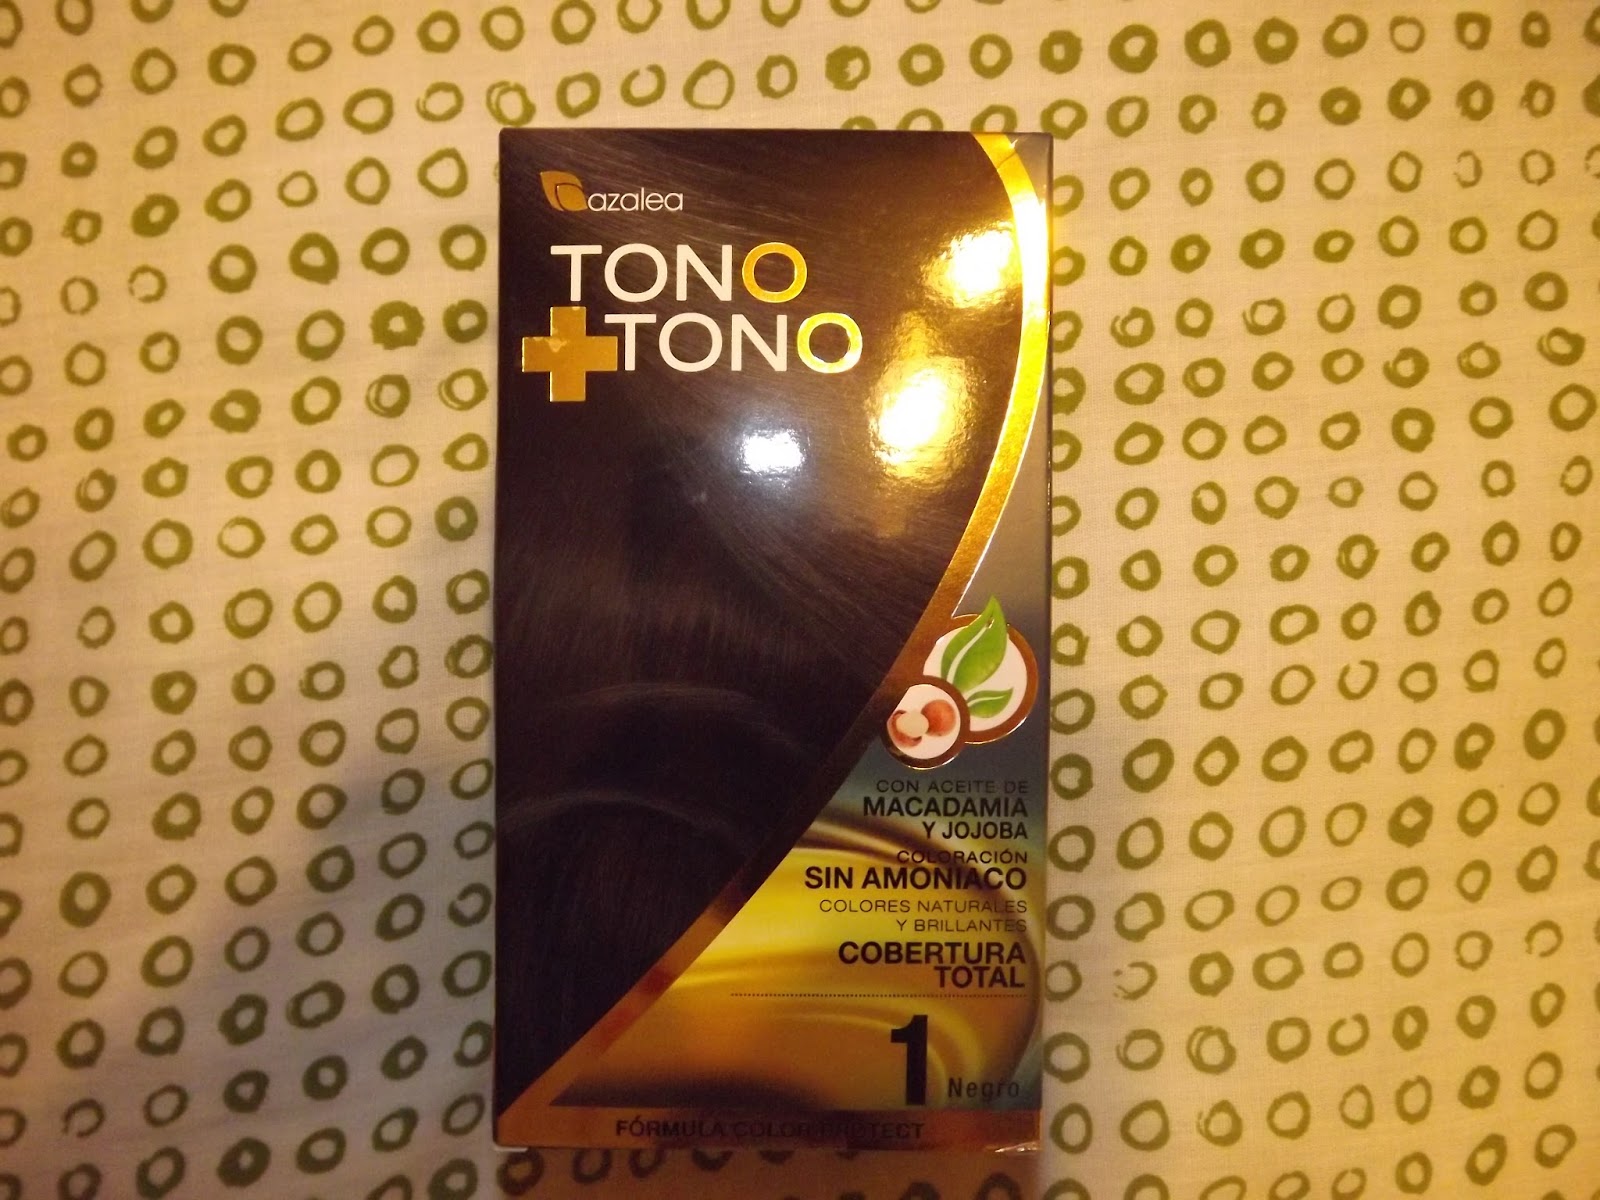 azalea
TONO
+TONO
CON ACEITE DE
MACADAMIA
Y JOJOBA
COLORACIÓN
SIN AMONIACO
COLORES NATURALES
Y BRILLANTES
COBERTURA
TOTAL
1 Negro
FÓRMULA COLOR PROTECT